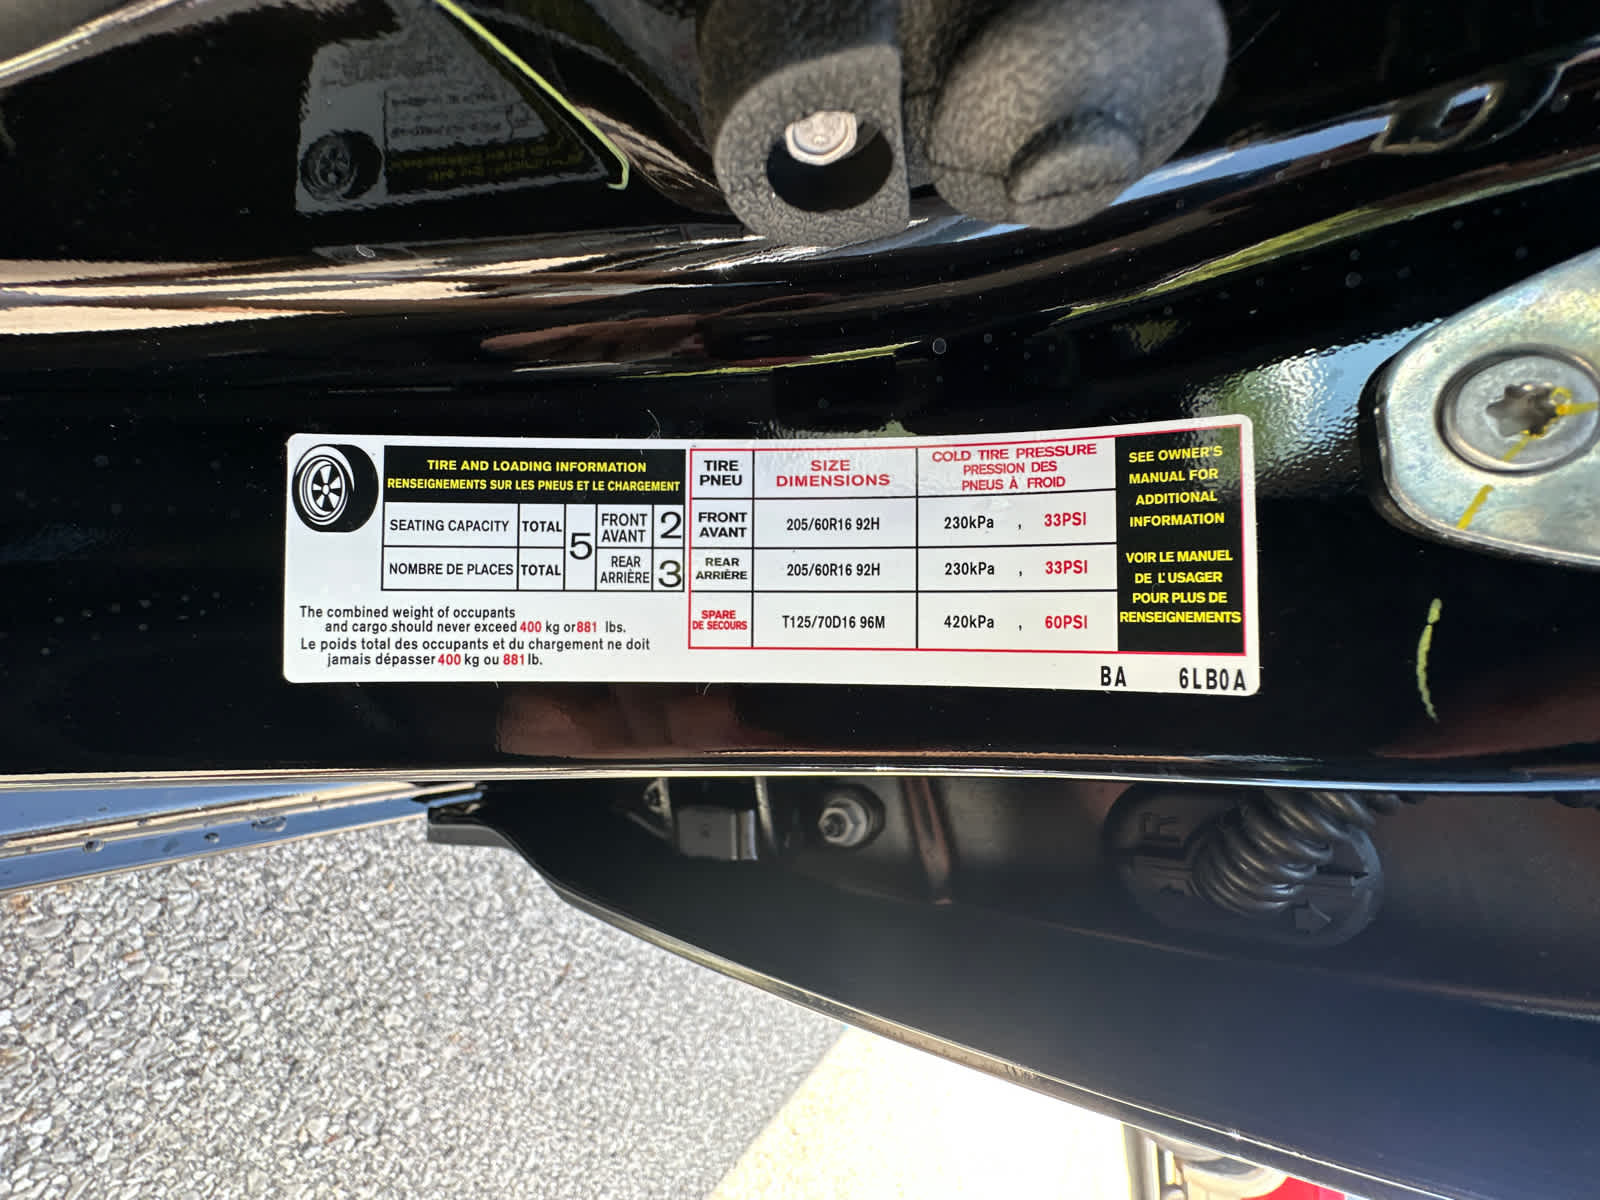 TIRE AND LOADING INFORMATION
RENSEIGNEMENTS SUR LES PNEUS ET LE CHARGEMENT
SEATING CAPACITY TOTAL 5 FRONT AVANT 2
NOMBRE DE PLACES TOTAL REAR ARRIÈRE 3
The combined weight of occupants
and cargo should never exceed 400 kg or 881 lbs.
Le poids total des occupants et du chargement ne doit
jamais dépasser 400 kg ou 881 lb.
TIRE PNEU SIZE DIMENSIONS COLD TIRE PRESSURE PRESSION DES PNEUS À FROID
FRONT AVANT 205/60R16 92H 230kPa , 33PSI
REAR ARRIÈRE 205/60R16 92H 230kPa , 33PSI
SPARE DE SECOURS T125/70D16 96M 420kPa , 60PSI
SEE OWNER'S
MANUAL FOR
ADDITIONAL
INFORMATION
VOIR LE MANUEL
DE L'USAGER
POUR PLUS DE
RENSEIGNEMENTS
BA 6LB0A
R